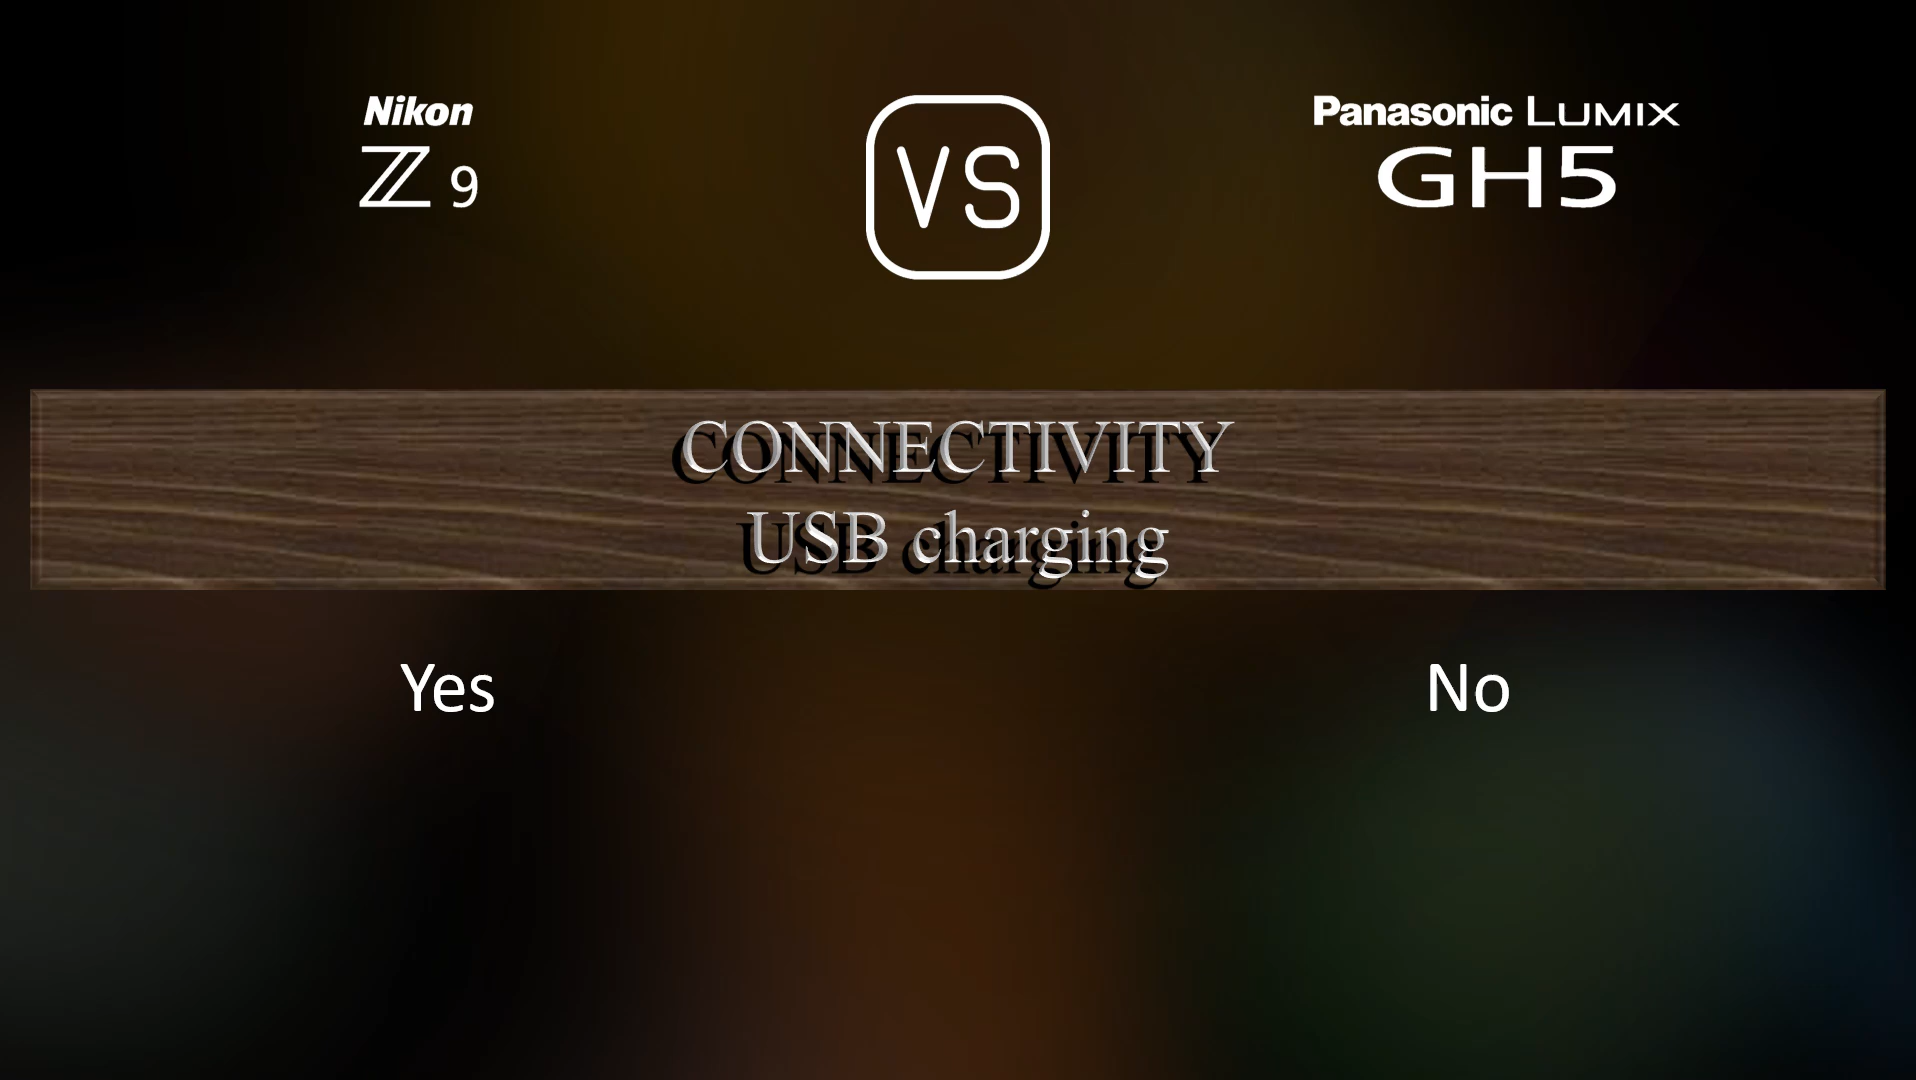 Nikon
Z 9
VS
Panasonic LUMIX
GH5
CONNECTIVITY
USB charging
Yes
No